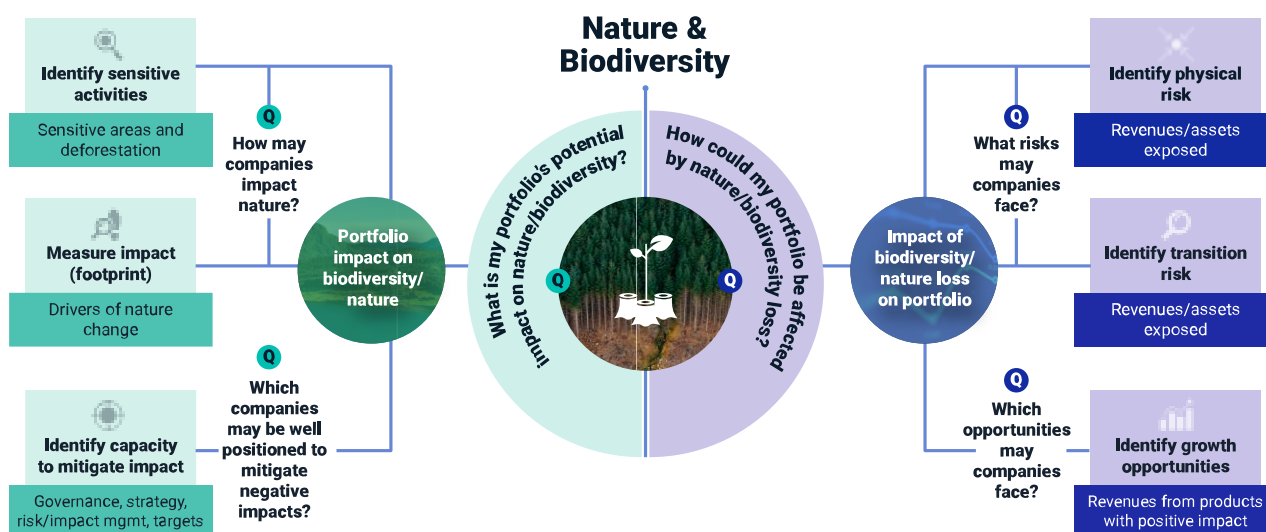 Nature &
Biodiversity
Identify sensitive
activities
Sensitive areas and
deforestation
Q
How may
companies
impact
nature?
Measure impact
(footprint)
Drivers of nature
change
Q
Which
companies
may be well
positioned to
mitigate
negative
impacts?
Identify capacity
to mitigate impact
Governance, strategy,
risk/impact mgmt, targets
Portfolio
impact on
biodiversity/
nature
What is my portfolio's potential
impact on nature/biodiversity?
Q
How could my portfolio be affected
by nature/biodiversity loss?
Q
Impact of
biodiversity/
nature loss
on portfolio
Q
What risks
may
companies
face?
Identify physical
risk
Revenues/assets
exposed
Identify transition
risk
Revenues/assets
exposed
Q
Which
opportunities
may
companies
face?
Identify growth
opportunities
Revenues from products
with positive impact